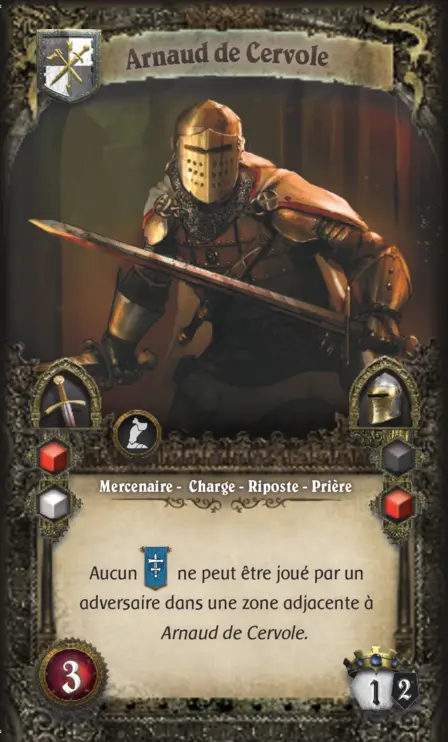 Arnaud de Cervole
Mercenaire - Charge - Riposte - Prière
Aucun ne peut être joué par un
adversaire dans une zone adjacente à
Arnaud de Cervole.
3
1 2